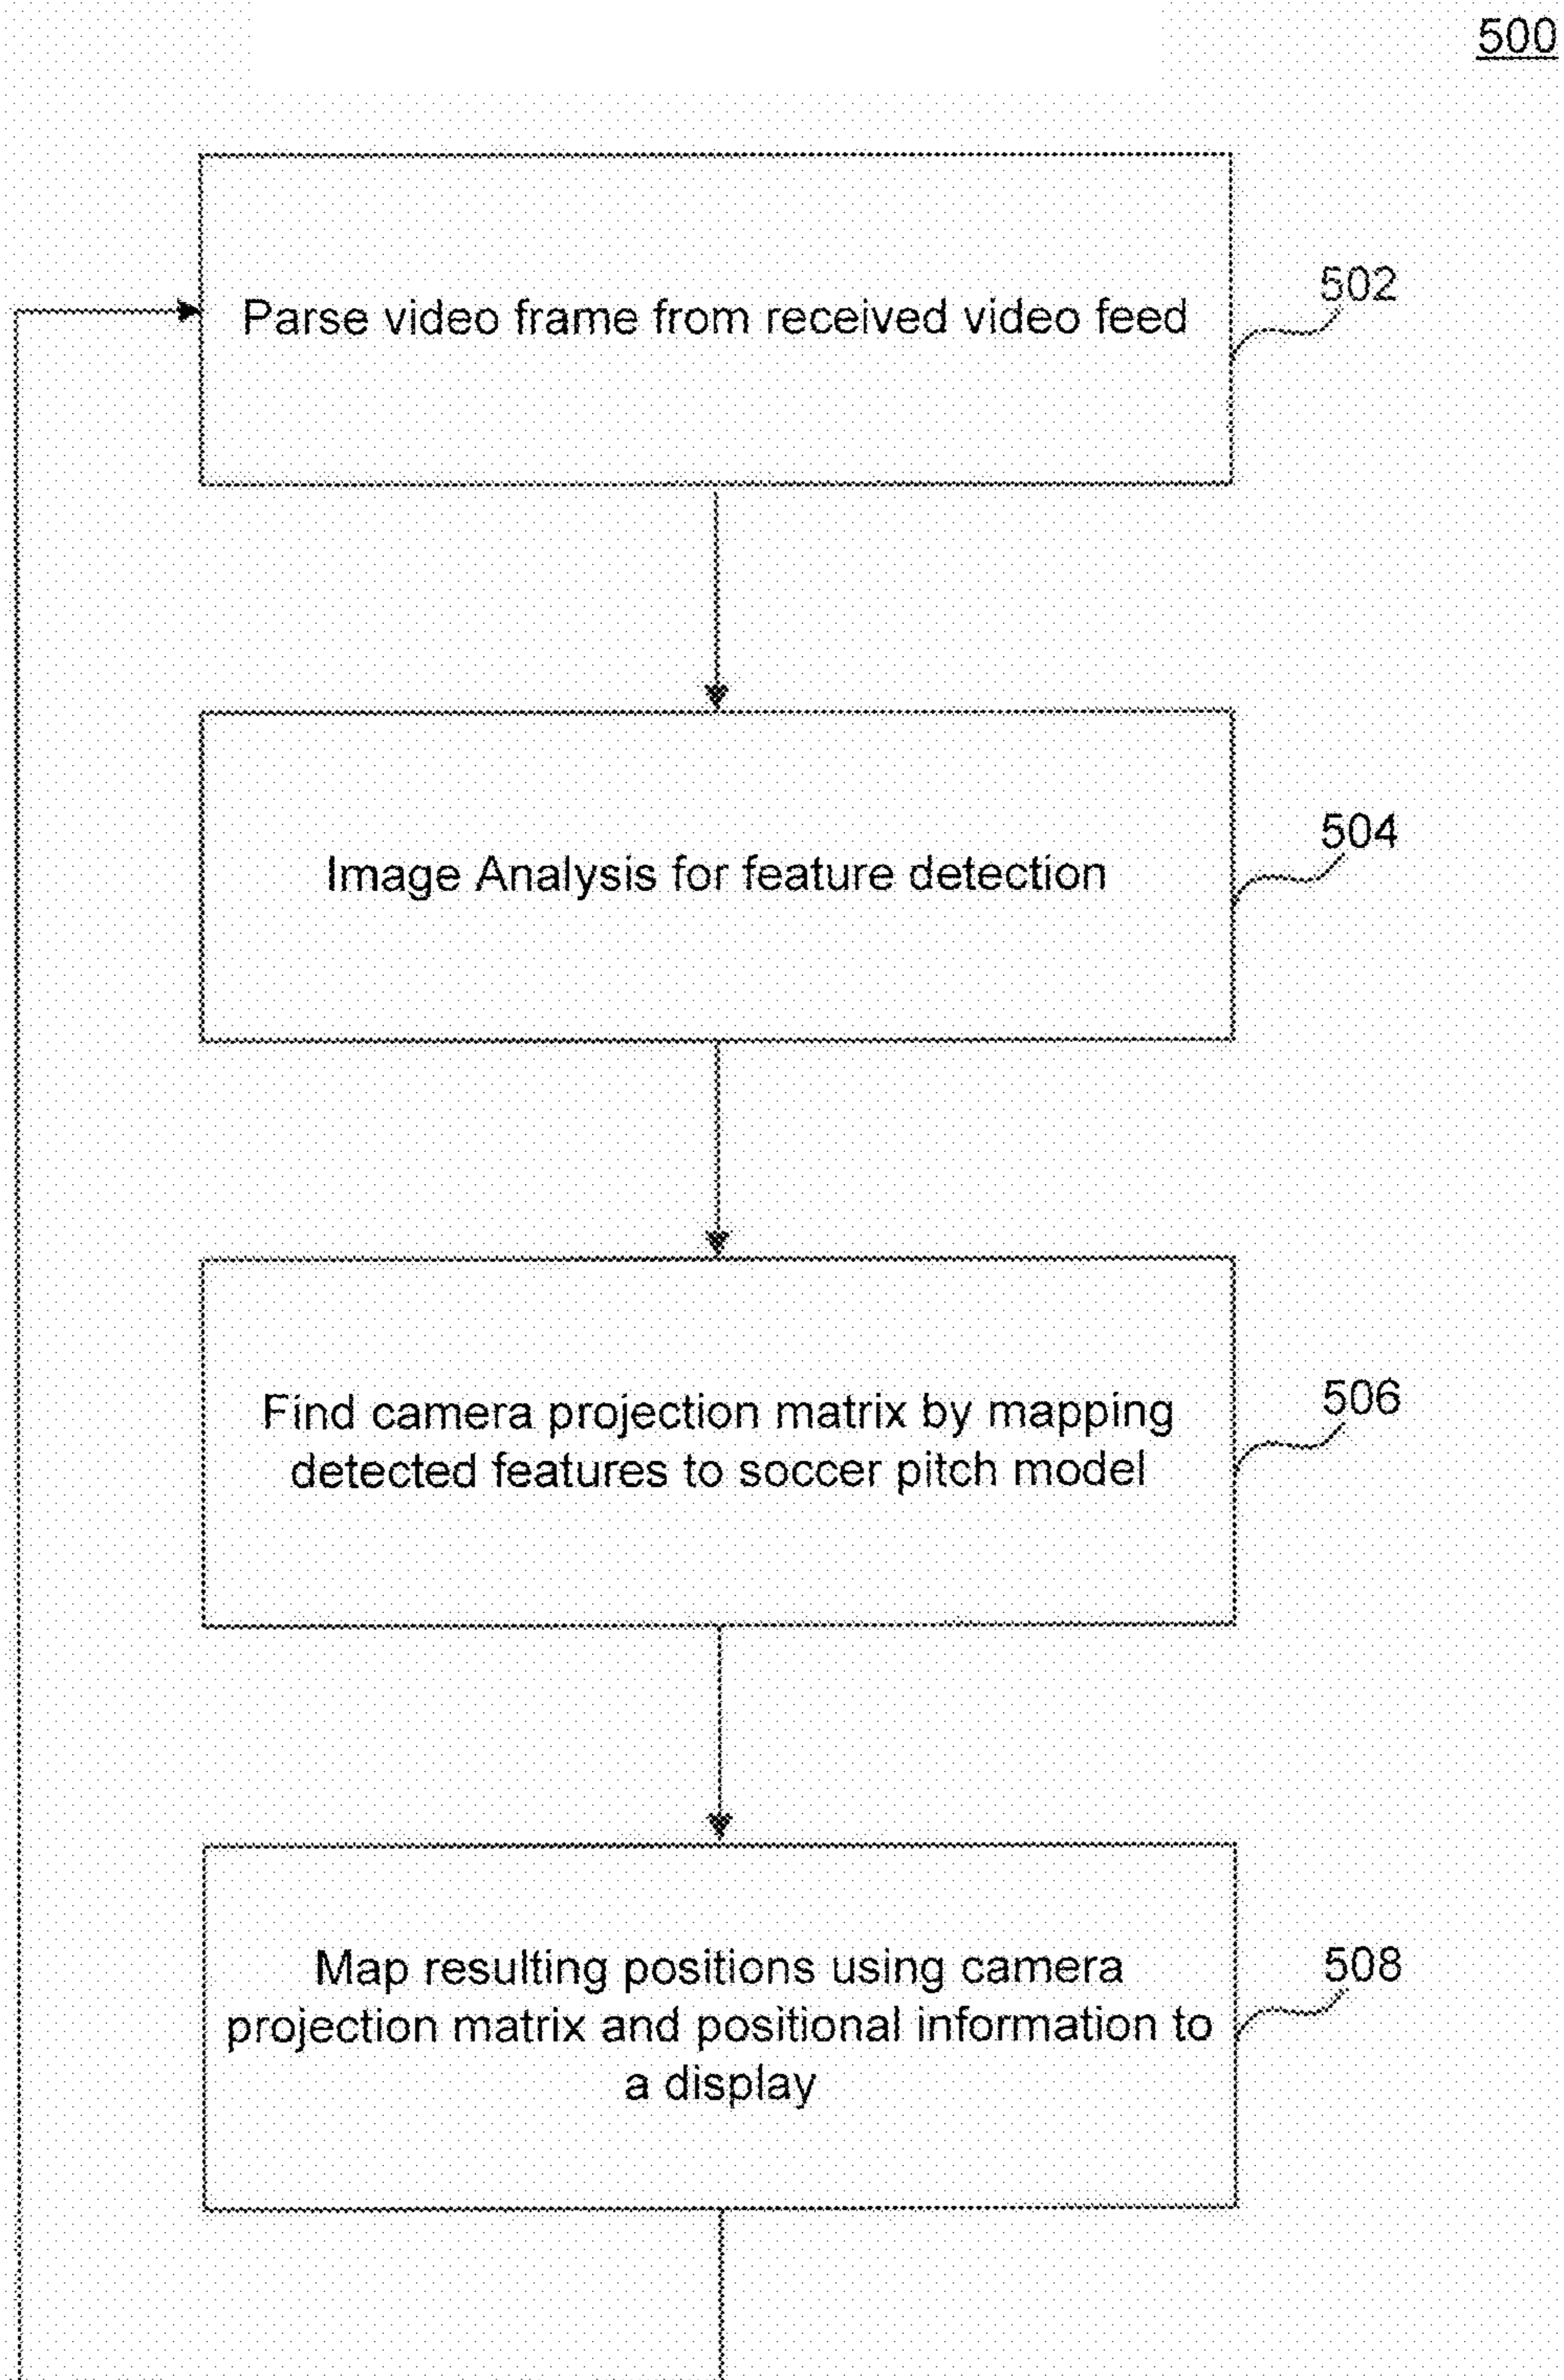 500
Parse video frame from received video feed
502
Image Analysis for feature detection
504
Find camera projection matrix by mapping
detected features to soccer pitch model
506
Map resulting positions using camera
projection matrix and positional information to
a display
508